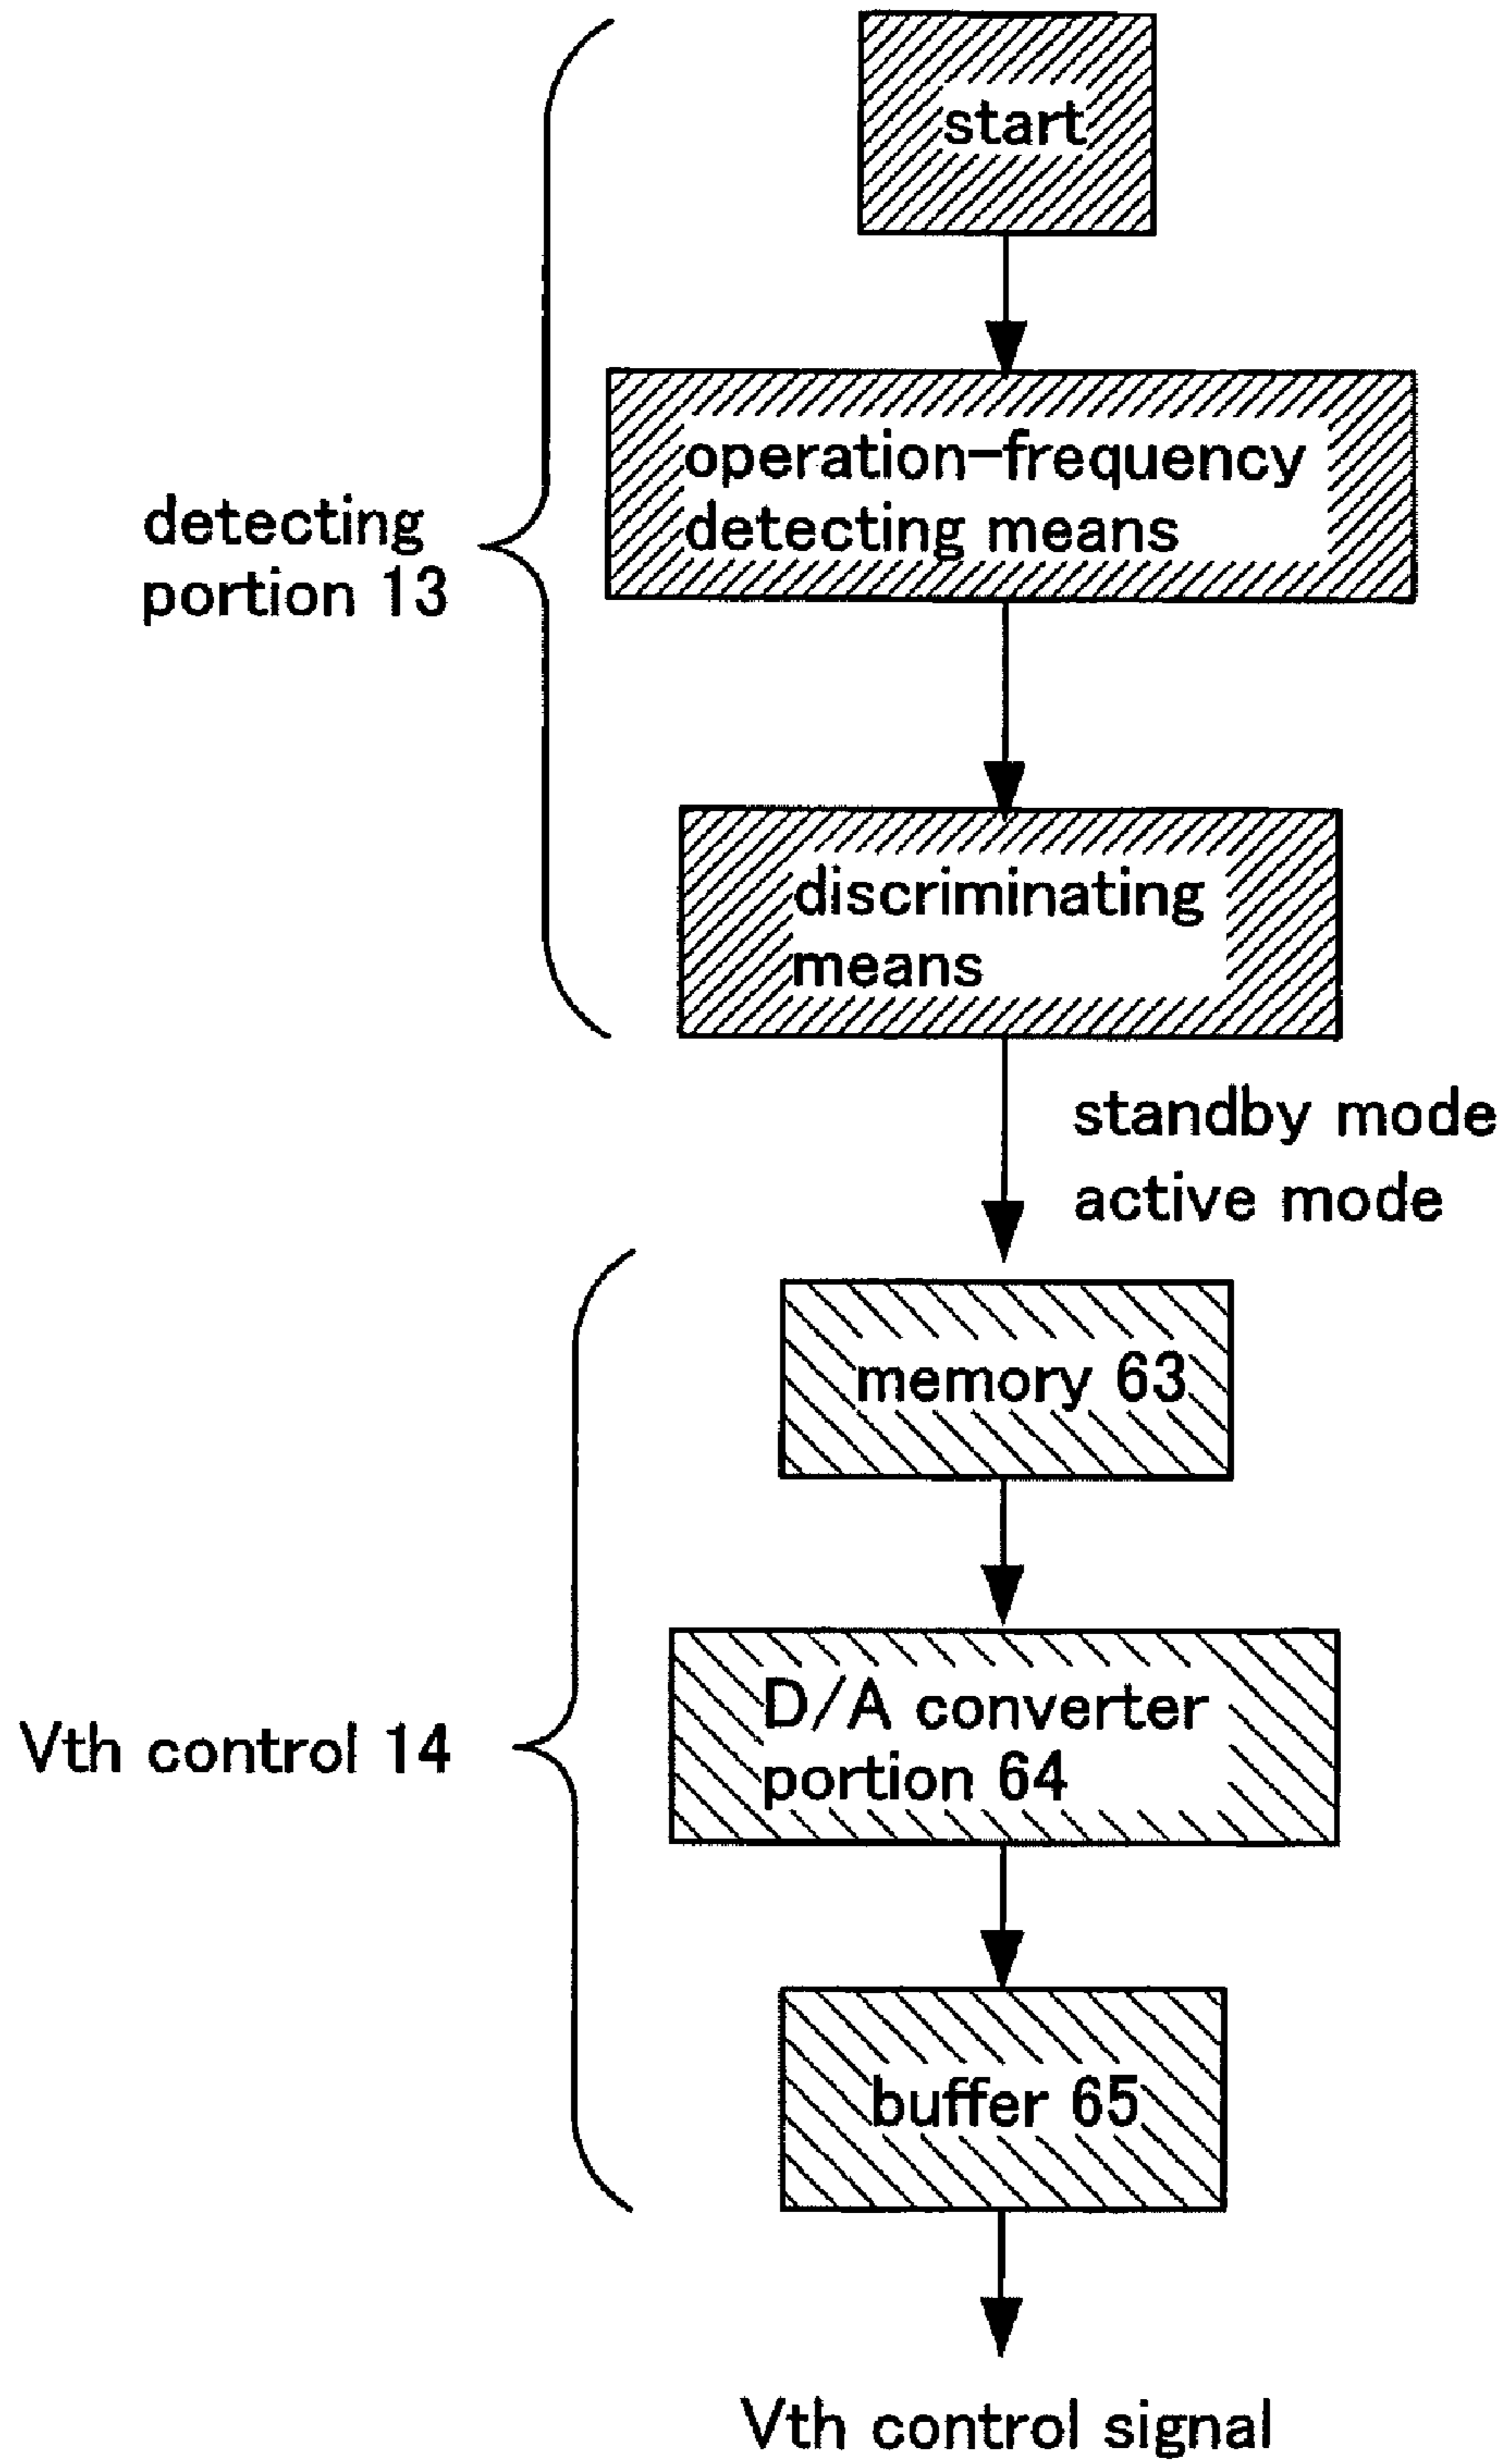 start
operation-frequency
detecting means
detecting
portion 13
discriminating
means
standby mode
active mode
memory 63
D/A converter
portion 64
Vth control 14
buffer 65
Vth control signal